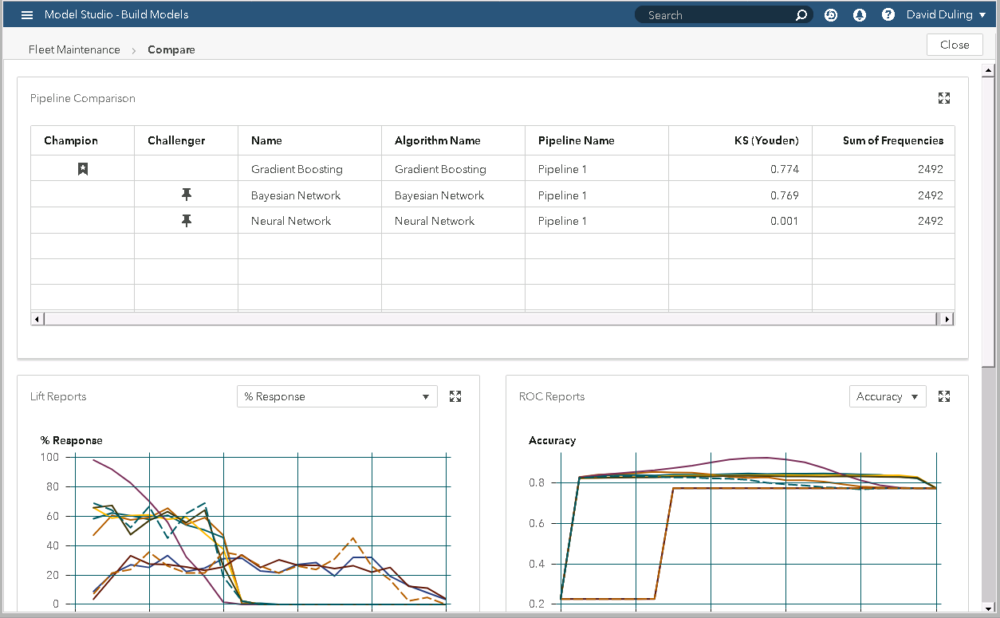 Model Studio - Build Models Search David Duling
Fleet Maintenance > Compare Close
Pipeline Comparison
Champion Challenger Name Algorithm Name Pipeline Name KS (Youden) Sum of Frequencies
Gradient Boosting Gradient Boosting Pipeline 1 0.774 2492
Bayesian Network Bayesian Network Pipeline 1 0.769 2492
Neural Network Neural Network Pipeline 1 0.001 2492
Lift Reports % Response
% Response
100
80
60
40
20
0
ROC Reports Accuracy
Accuracy
0.8
0.6
0.4
0.2